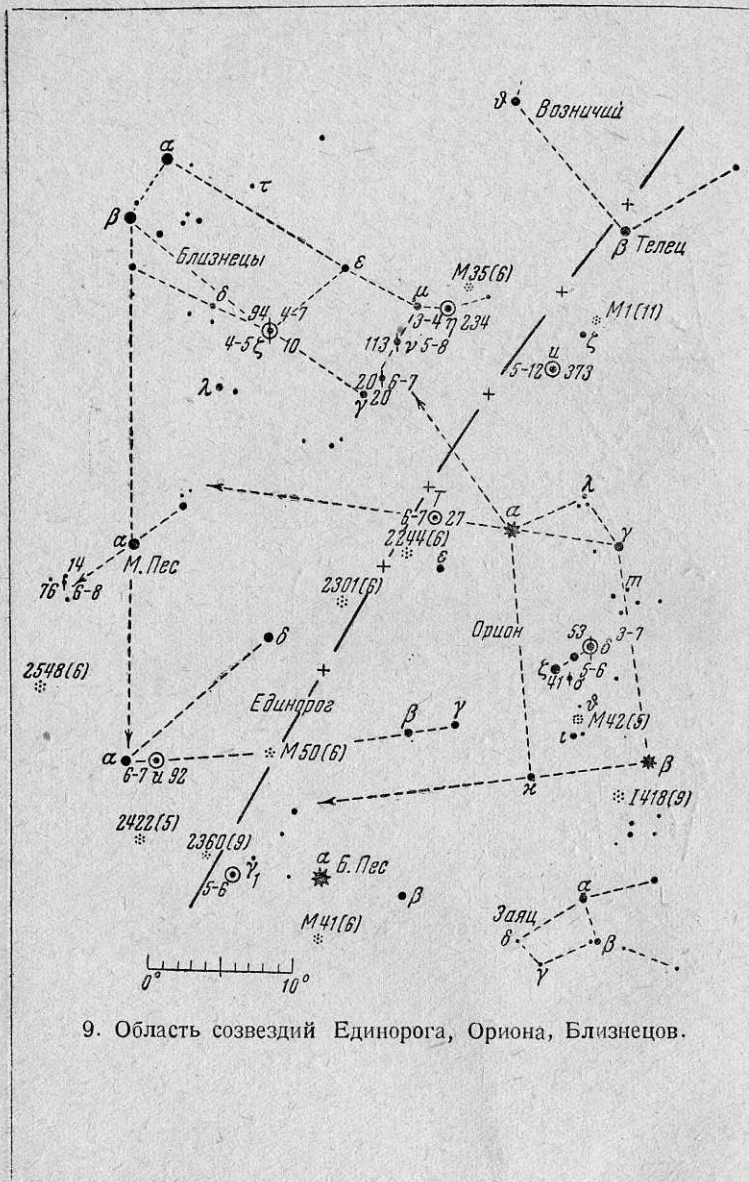 ϑ Возничий
α
τ
β
β Телец
Близнецы
ε
M35(6)
δ
μ
M1(11)
94 4-7
3-4 η 234
4-5 ζ 10
113 ν 5-8
ζ
и
5-12 373
λ
20 6-7
γ 20
T
α
λ
6-7 27
γ
α
М. Пес
2244(6)
14
76 6-8
ε
2301(6)
m
δ
Орион
53 3-7
δ
ζ
5-6
41 σ
2548(6)
Единорог
ϑ
M42(5)
β γ
ι
α
M50(6)
β
6-7 и 92
ϰ
I418(9)
2422(5)
2360(9)
γ₁
α Б. Пес
5-6
β
α
Заяц
M41(6)
δ
β
γ
0° 10°
9. Область созвездий Единорога, Ориона, Близнецов.